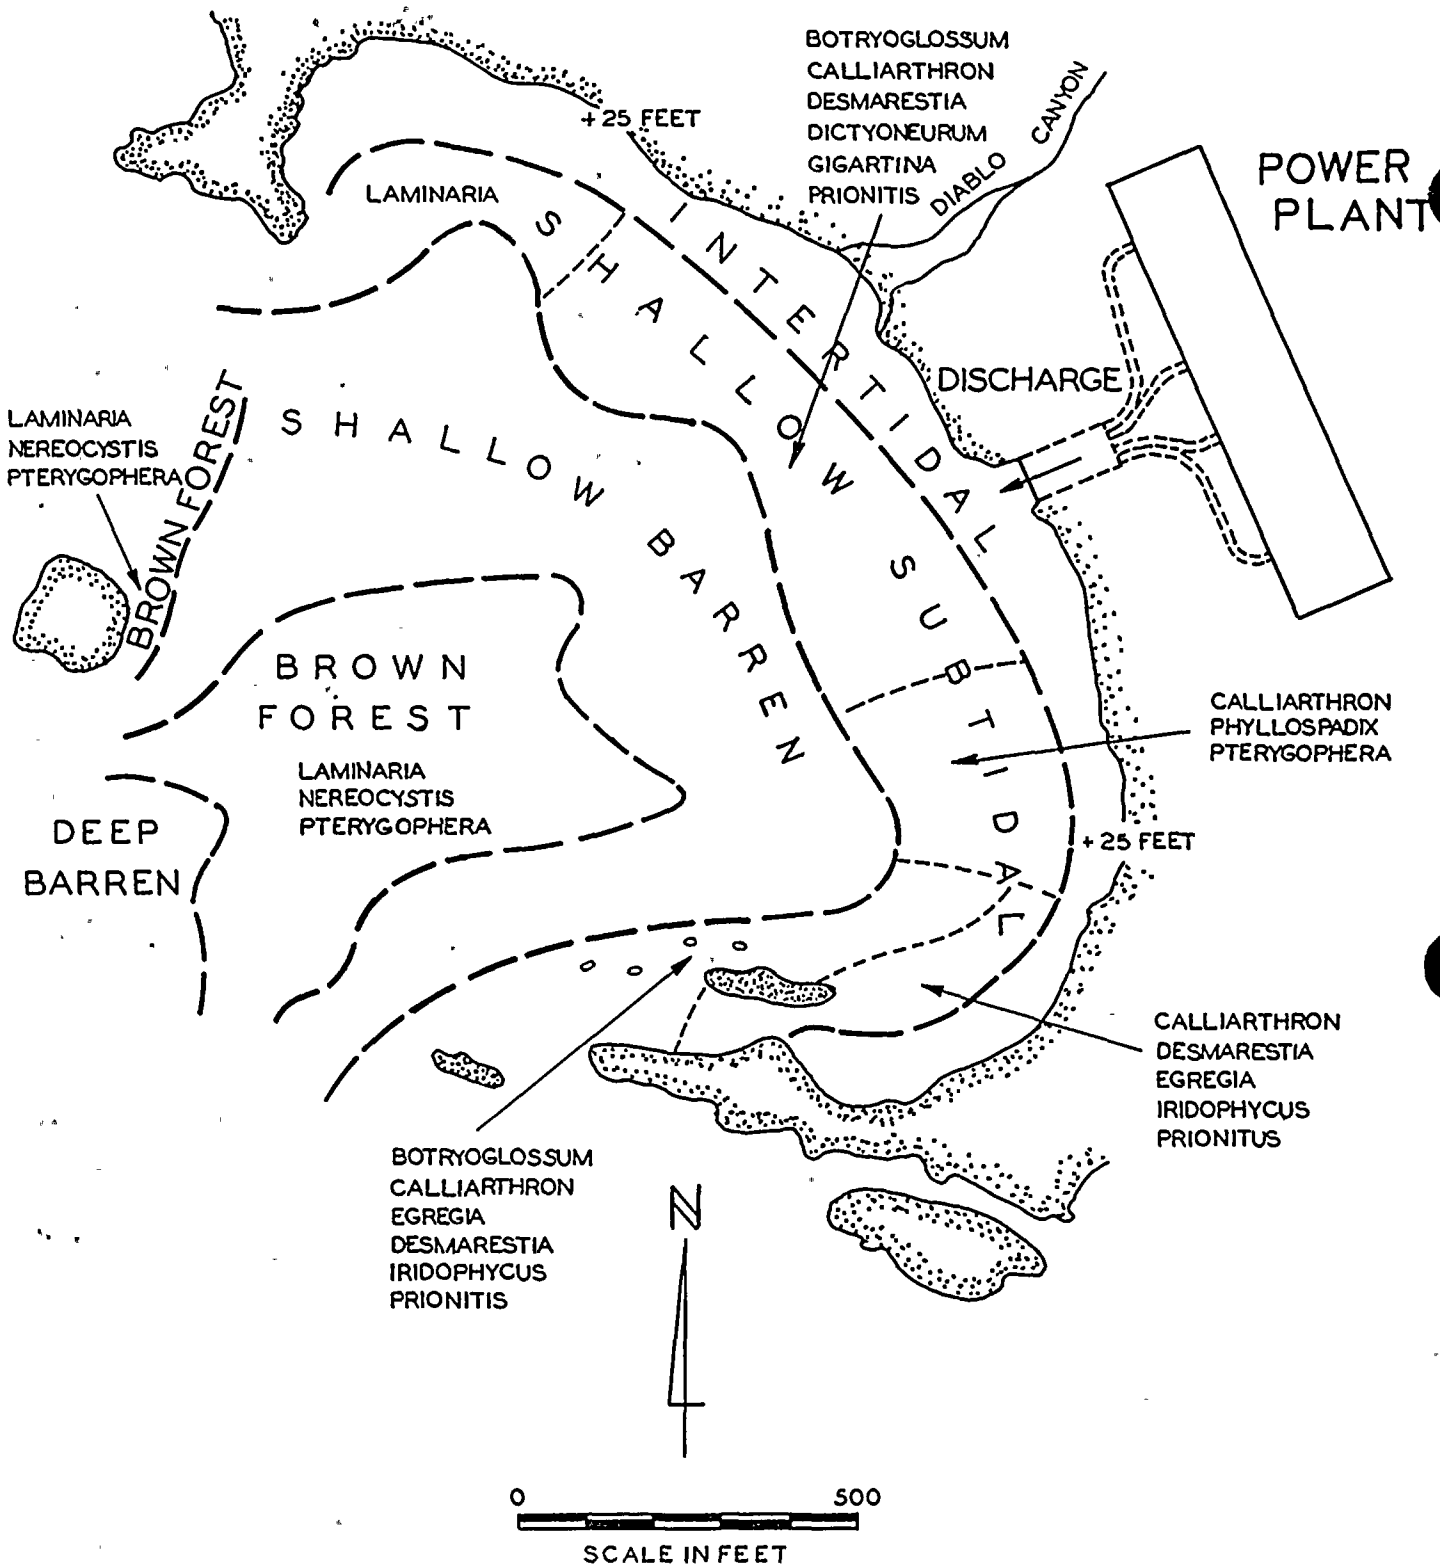 BOTRYOGLOSSUM
CALLIARTHRON
DESMARESTIA
DICTYONEURUM
GIGARTINA
PRIONITIS
DIABLO CANYON
+25 FEET
POWER
PLANT
LAMINARIA
INTERTIDAL
SHALLOW SUBTIDAL
DISCHARGE
LAMINARIA
NEREOCYSTIS
PTERYGOPHERA
BROWN FOREST
BROWN FOREST
SHALLOW BARREN
BROWN
FOREST
LAMINARIA
NEREOCYSTIS
PTERYGOPHERA
CALLIARTHRON
PHYLLOSPADIX
PTERYGOPHERA
DEEP
BARREN
+25 FEET
CALLIARTHRON
DESMARESTIA
EGREGIA
IRIDOPHYCUS
PRIONITUS
BOTRYOGLOSSUM
CALLIARTHRON
EGREGIA
DESMARESTIA
IRIDOPHYCUS
PRIONITIS
N
0 500
SCALE IN FEET